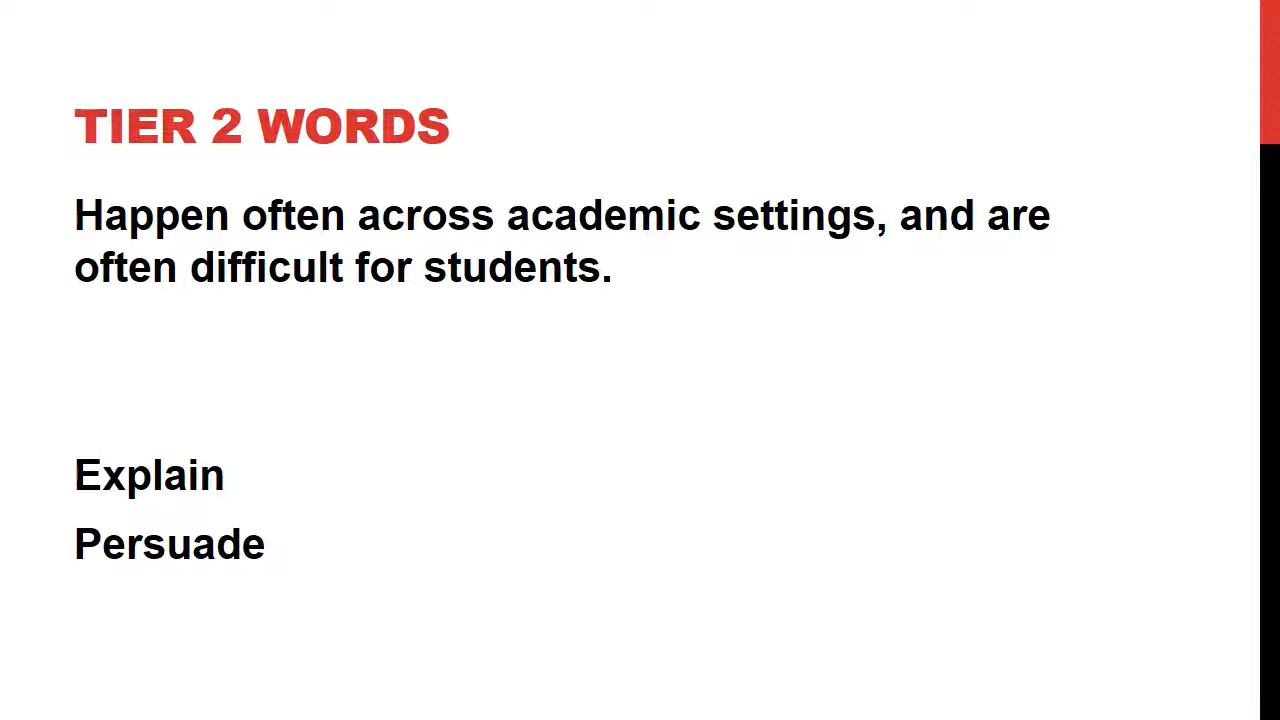 TIER 2 WORDS
Happen often across academic settings, and are
often difficult for students.
Explain
Persuade